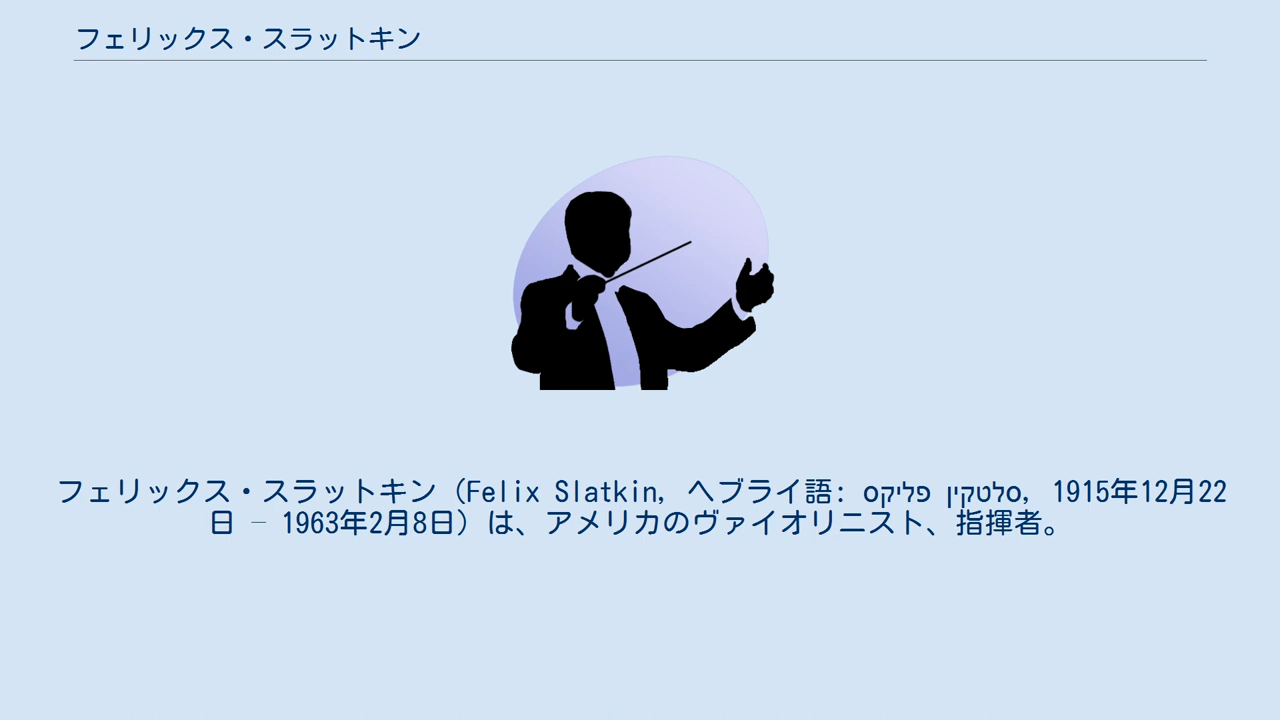 フェリックス・スラットキン
フェリックス・スラットキン（Felix Slatkin, ヘブライ語: פליקס סלטקין, 1915年12月22
日 – 1963年2月8日）は、アメリカのヴァイオリニスト、指揮者。